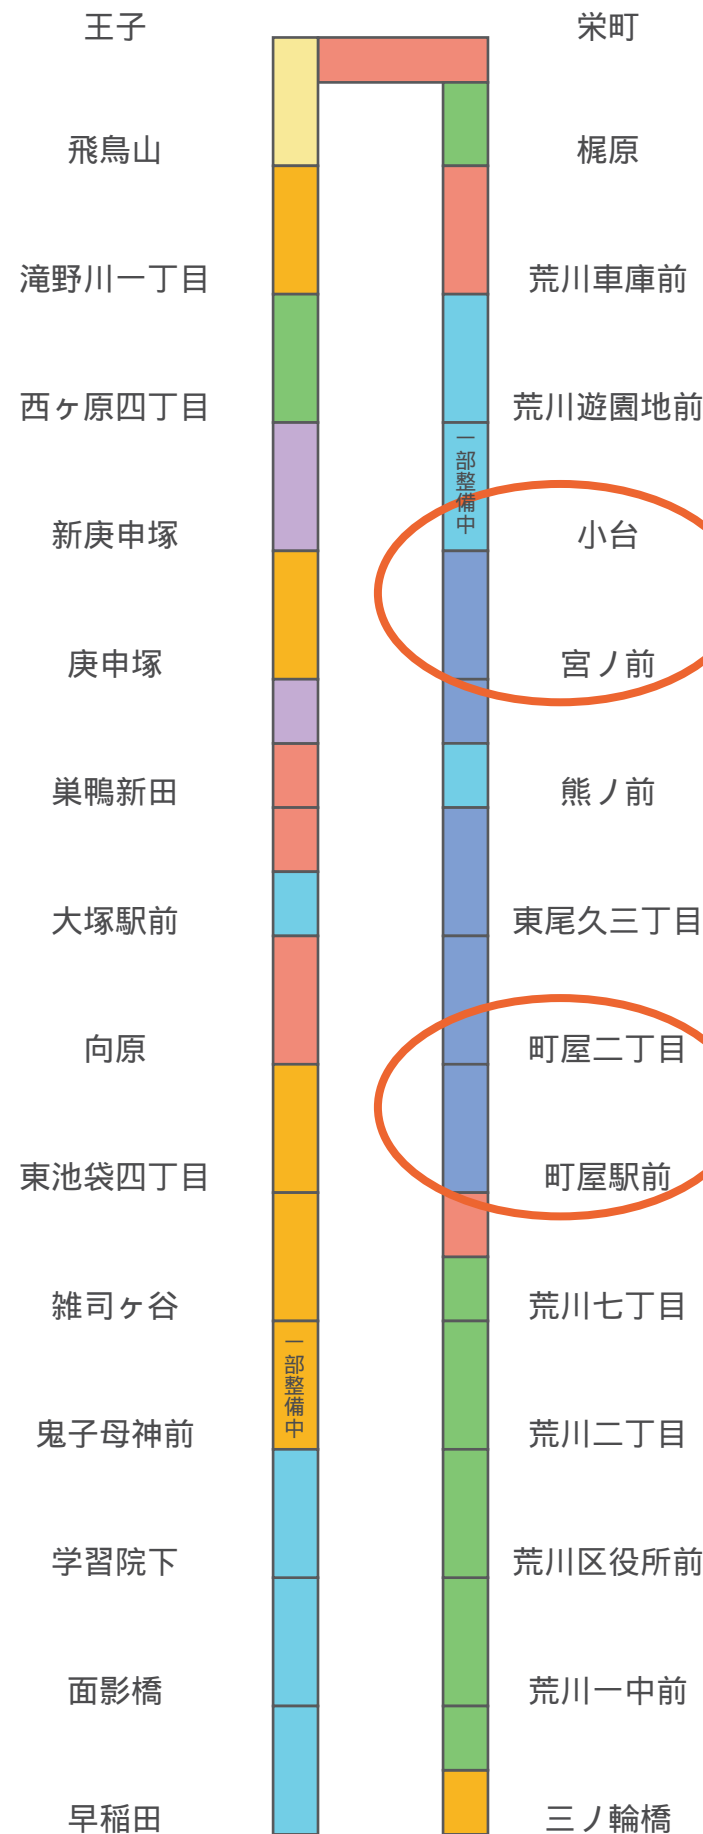 王子
飛鳥山
滝野川一丁目
西ヶ原四丁目
新庚申塚
庚申塚
巣鴨新田
大塚駅前
向原
東池袋四丁目
雑司ヶ谷
鬼子母神前
学習院下
面影橋
早稲田
一部整備中
一部整備中
栄町
梶原
荒川車庫前
荒川遊園地前
小台
宮ノ前
熊ノ前
東尾久三丁目
町屋二丁目
町屋駅前
荒川七丁目
荒川二丁目
荒川区役所前
荒川一中前
三ノ輪橋